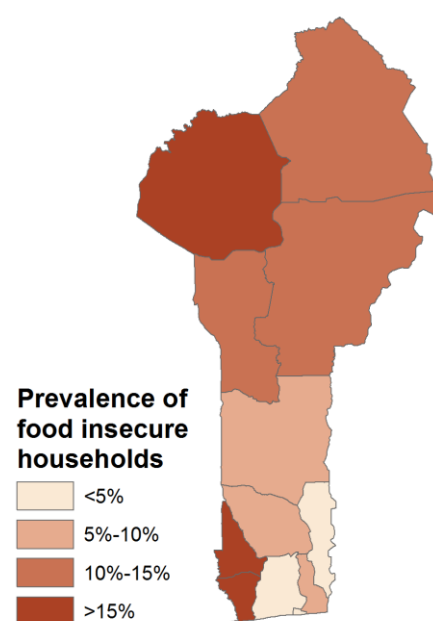 Prevalence of
food insecure
households
<5%
5%-10%
10%-15%
>15%